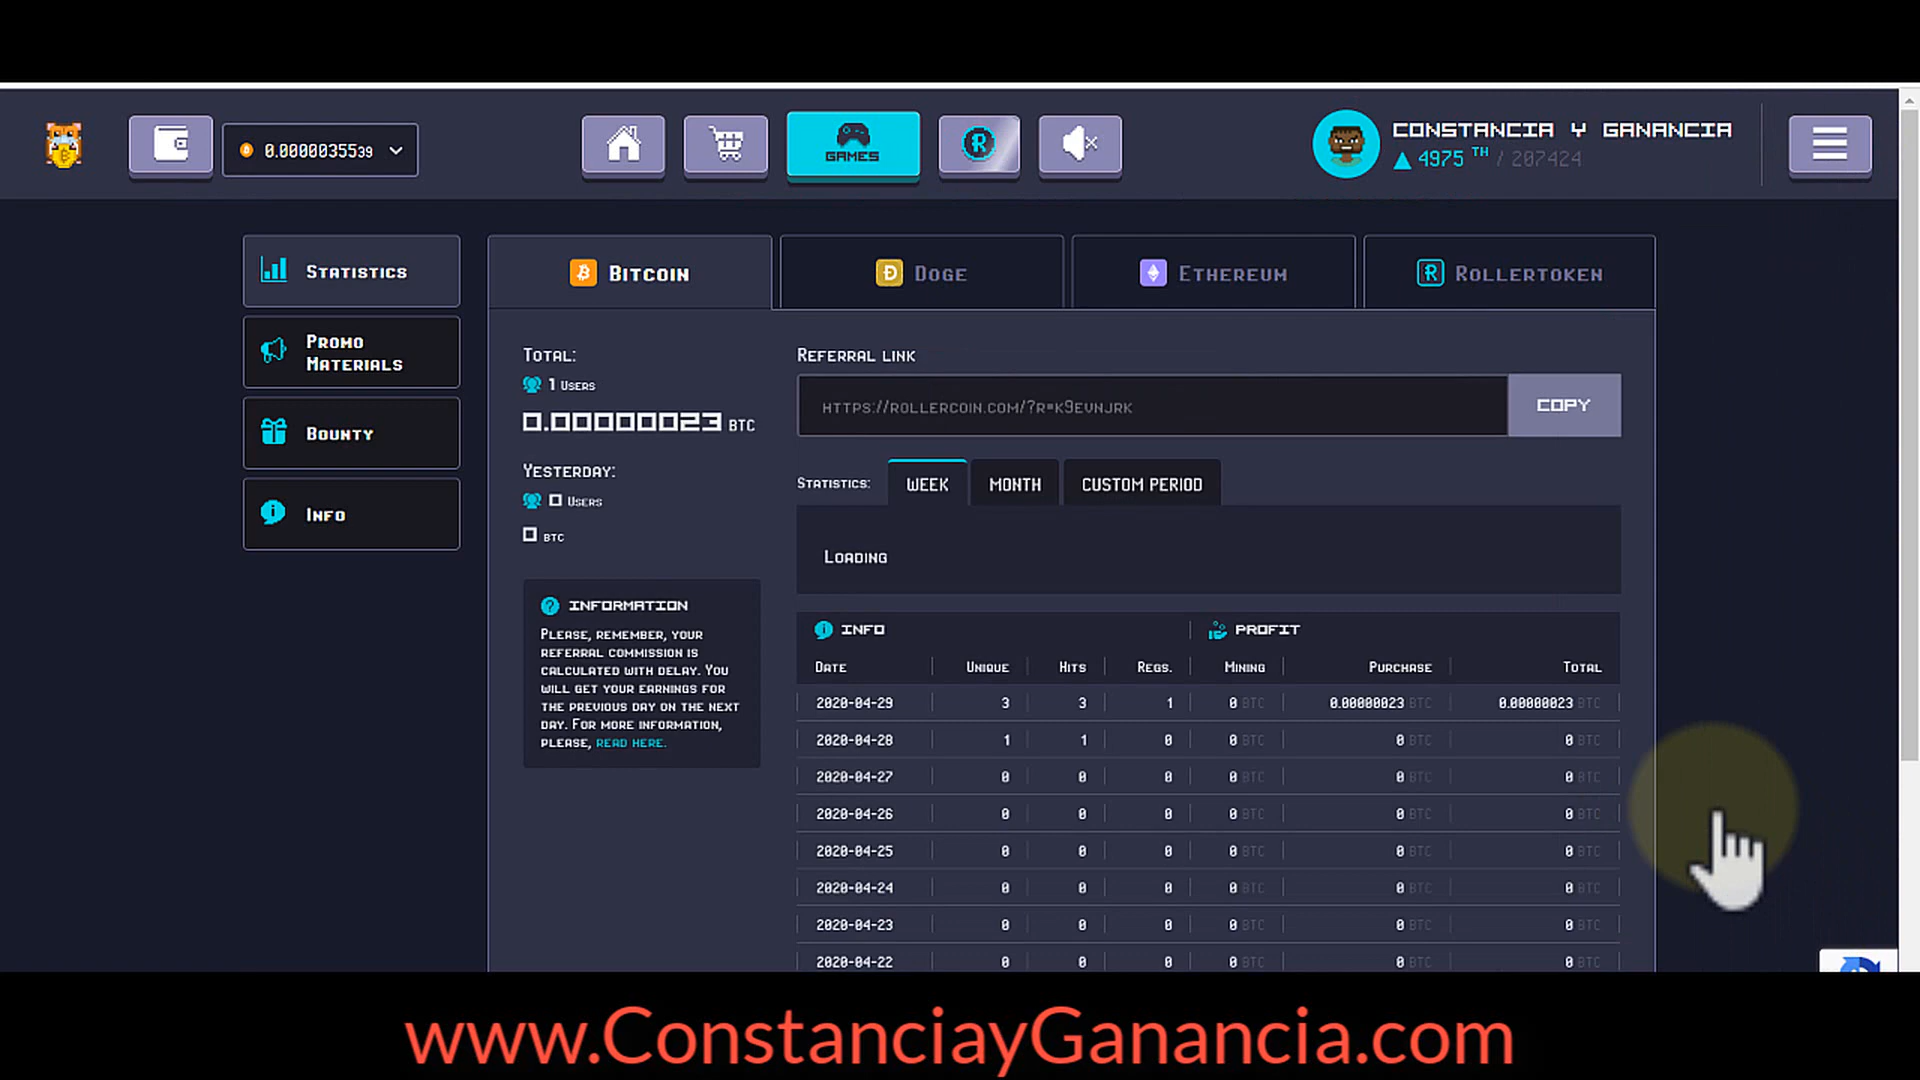 0.0000035539
GAMES
CONSTANCIA Y GANANCIA
4975 TH / 207424
STATISTICS
PROMO
MATERIALS
BOUNTY
INFO
BITCOIN
DOGE
ETHEREUM
ROLLERTOKEN
TOTAL:
1 USERS
0.00000023 BTC
YESTERDAY:
0 USERS
0 BTC
INFORMATION
PLEASE, REMEMBER, YOUR
REFERRAL COMMISSION IS
CALCULATED WITH DELAY. YOU
WILL GET YOUR EARNINGS FOR
THE PREVIOUS DAY ON THE NEXT
DAY. FOR MORE INFORMATION,
PLEASE, READ HERE.
REFERRAL LINK
HTTPS://ROLLERCOIN.COM/?R=K9EVNJRK
COPY
STATISTICS: WEEK MONTH CUSTOM PERIOD
LOADING
INFO PROFIT
DATE UNIQUE HITS REGS. MINING PURCHASE TOTAL
2020-04-29 3 3 1 0 BTC 0.00000023 BTC 0.00000023 BTC
2020-04-28 1 1 0 0 BTC 0 BTC 0 BTC
2020-04-27 0 0 0 0 BTC 0 BTC 0 BTC
2020-04-26 0 0 0 0 BTC 0 BTC 0 BTC
2020-04-25 0 0 0 0 BTC 0 BTC 0 BTC
2020-04-24 0 0 0 0 BTC 0 BTC 0 BTC
2020-04-23 0 0 0 0 BTC 0 BTC 0 BTC
2020-04-22 0 0 0 0 BTC 0 BTC 0 BTC
www.ConstanciayGanancia.com